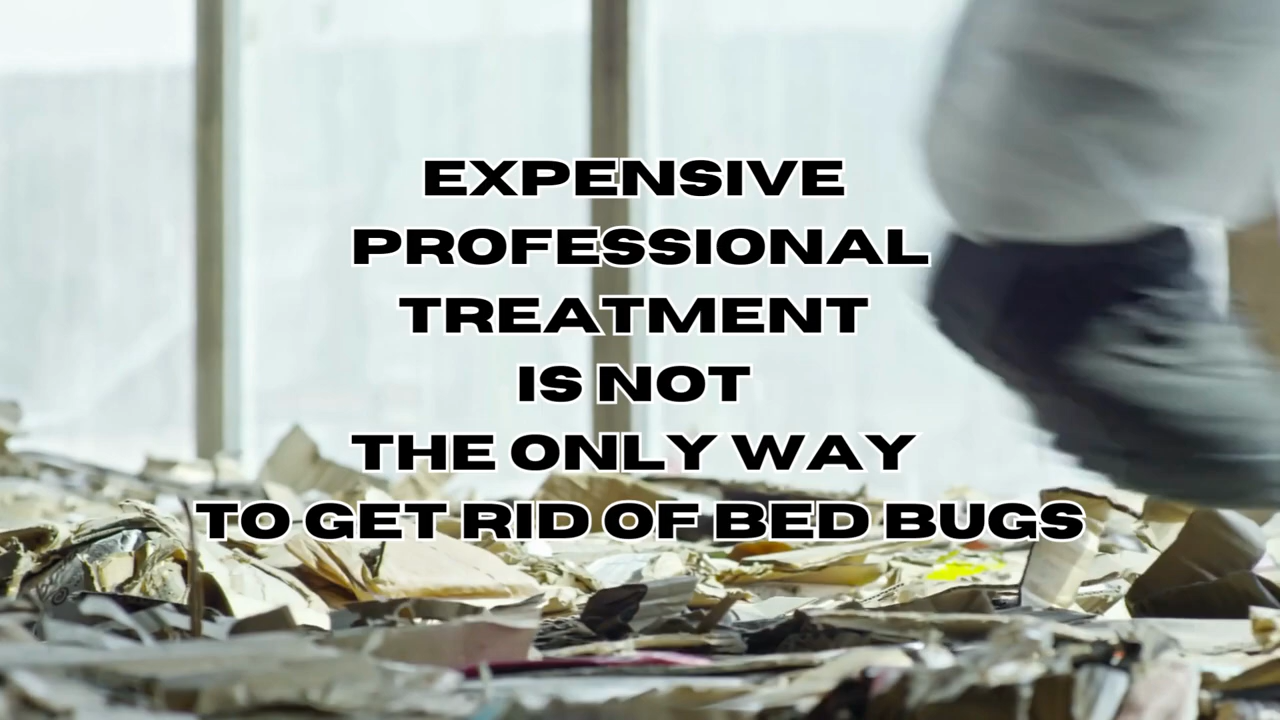 EXPENSIVE
PROFESSIONAL
TREATMENT
IS NOT
THE ONLY WAY
TO GET RID OF BED BUGS